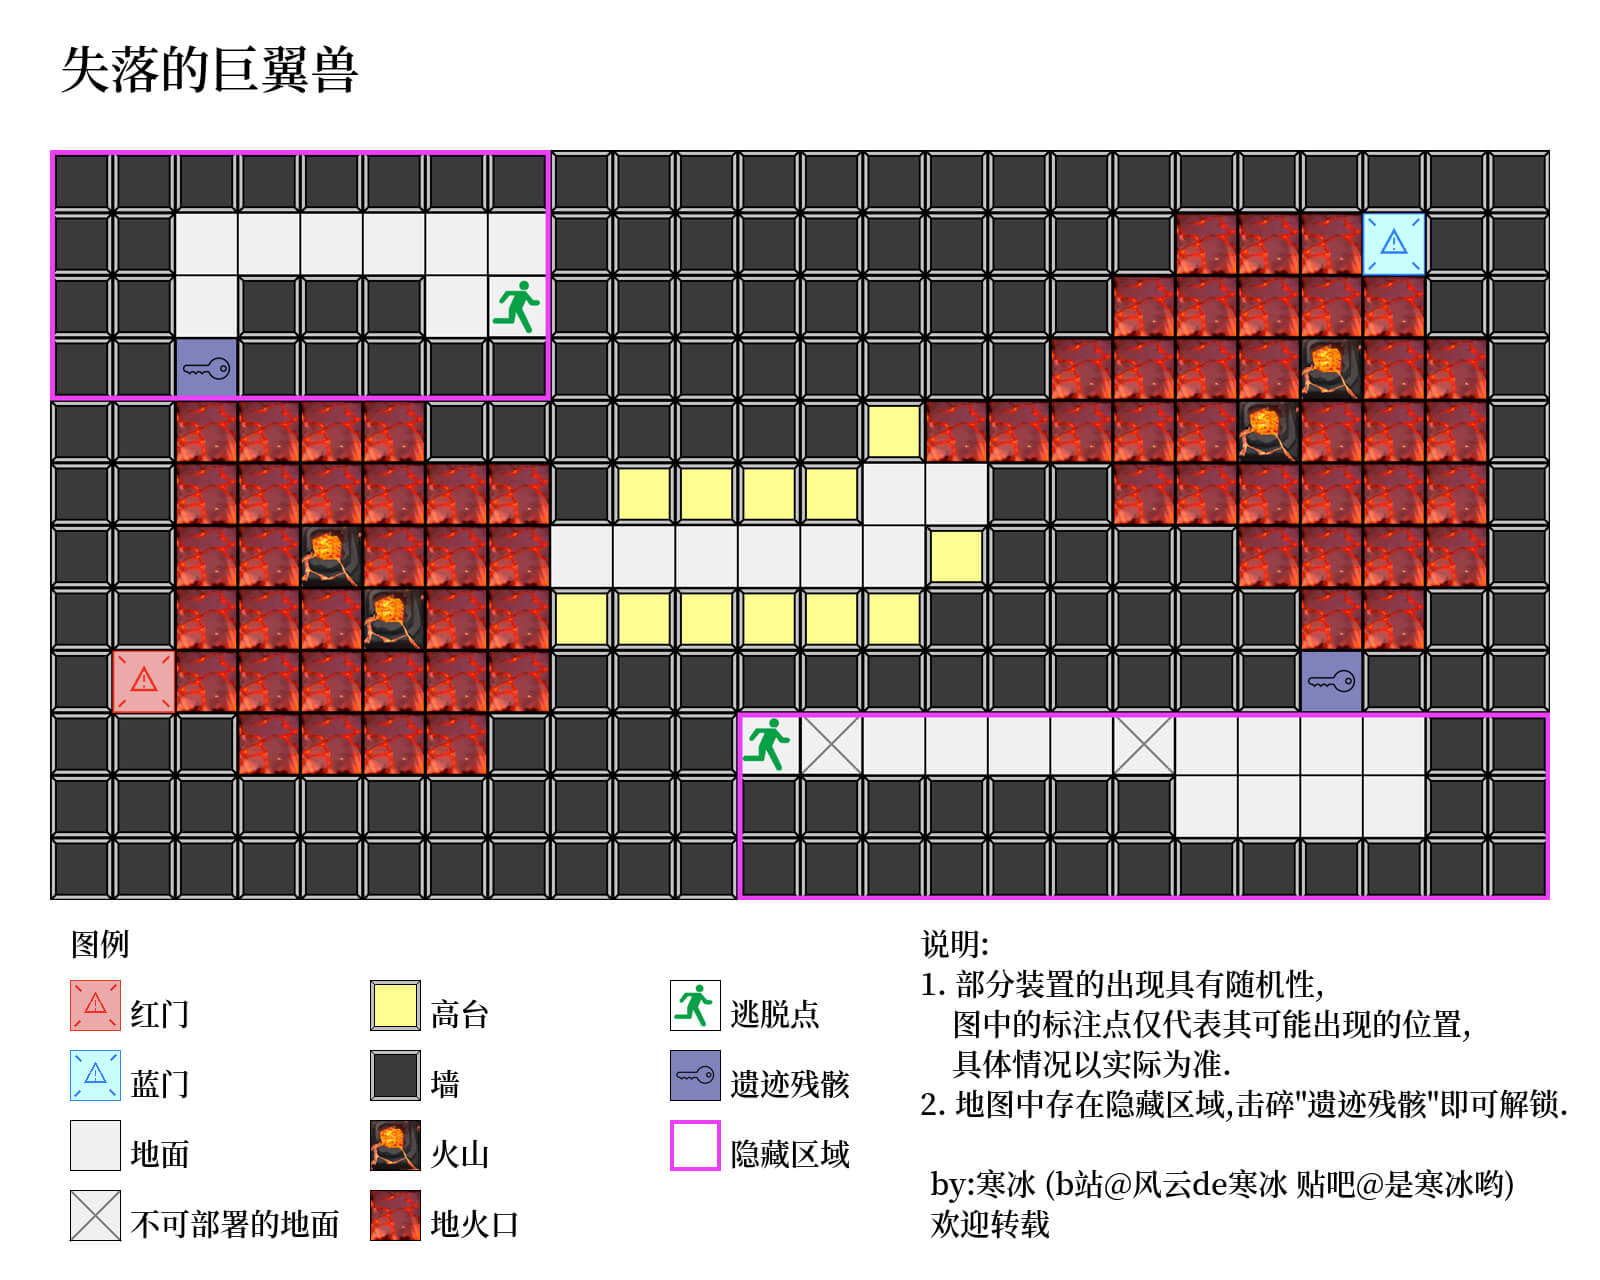 失落的巨翼兽
图例
红门
高台
逃脱点
蓝门
墙
遗迹残骸
地面
火山
隐藏区域
不可部署的地面
地火口
说明:
1. 部分装置的出现具有随机性,
图中的标注点仅代表其可能出现的位置,
具体情况以实际为准.
2. 地图中存在隐藏区域,击碎"遗迹残骸"即可解锁.
by:寒冰 (b站@风云de寒冰 贴吧@是寒冰哟)
欢迎转载